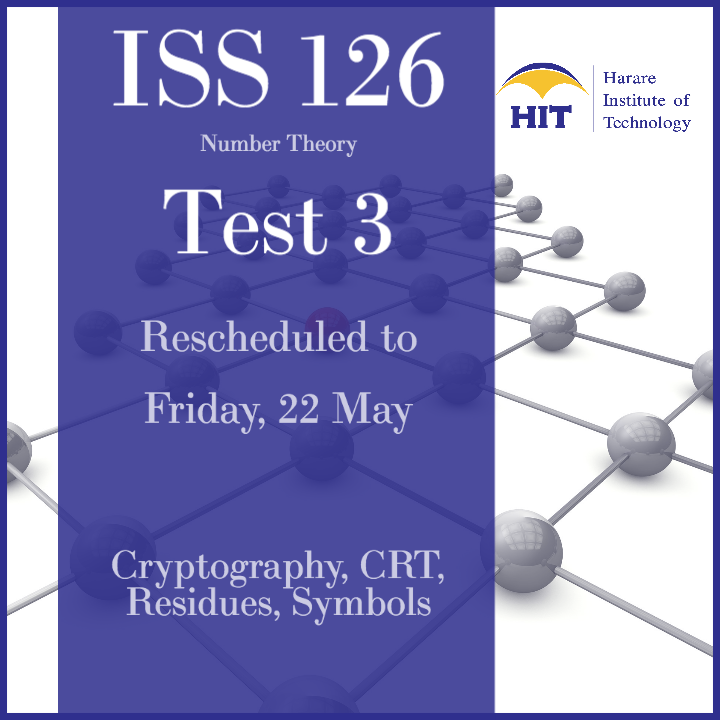 ISS 126
Number Theory
Test 3
Rescheduled to
Friday, 22 May
Cryptography, CRT,
Residues, Symbols
HIT
Harare
Institute of
Technology